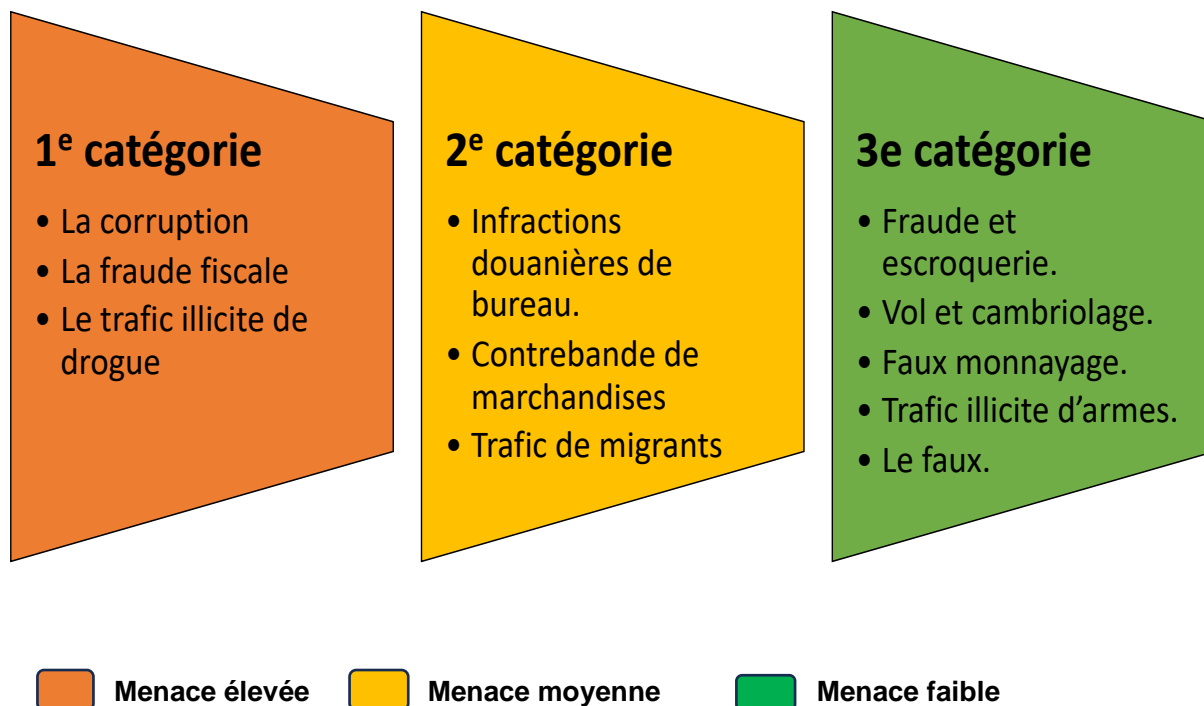 1e catégorie
• La corruption
• La fraude fiscale
• Le trafic illicite de
drogue
2e catégorie
• Infractions
douanières de
bureau.
• Contrebande de
marchandises
• Trafic de migrants
3e catégorie
• Fraude et
escroquerie.
• Vol et cambriolage.
• Faux monnayage.
• Trafic illicite d’armes.
• Le faux.
Menace élevée
Menace moyenne
Menace faible